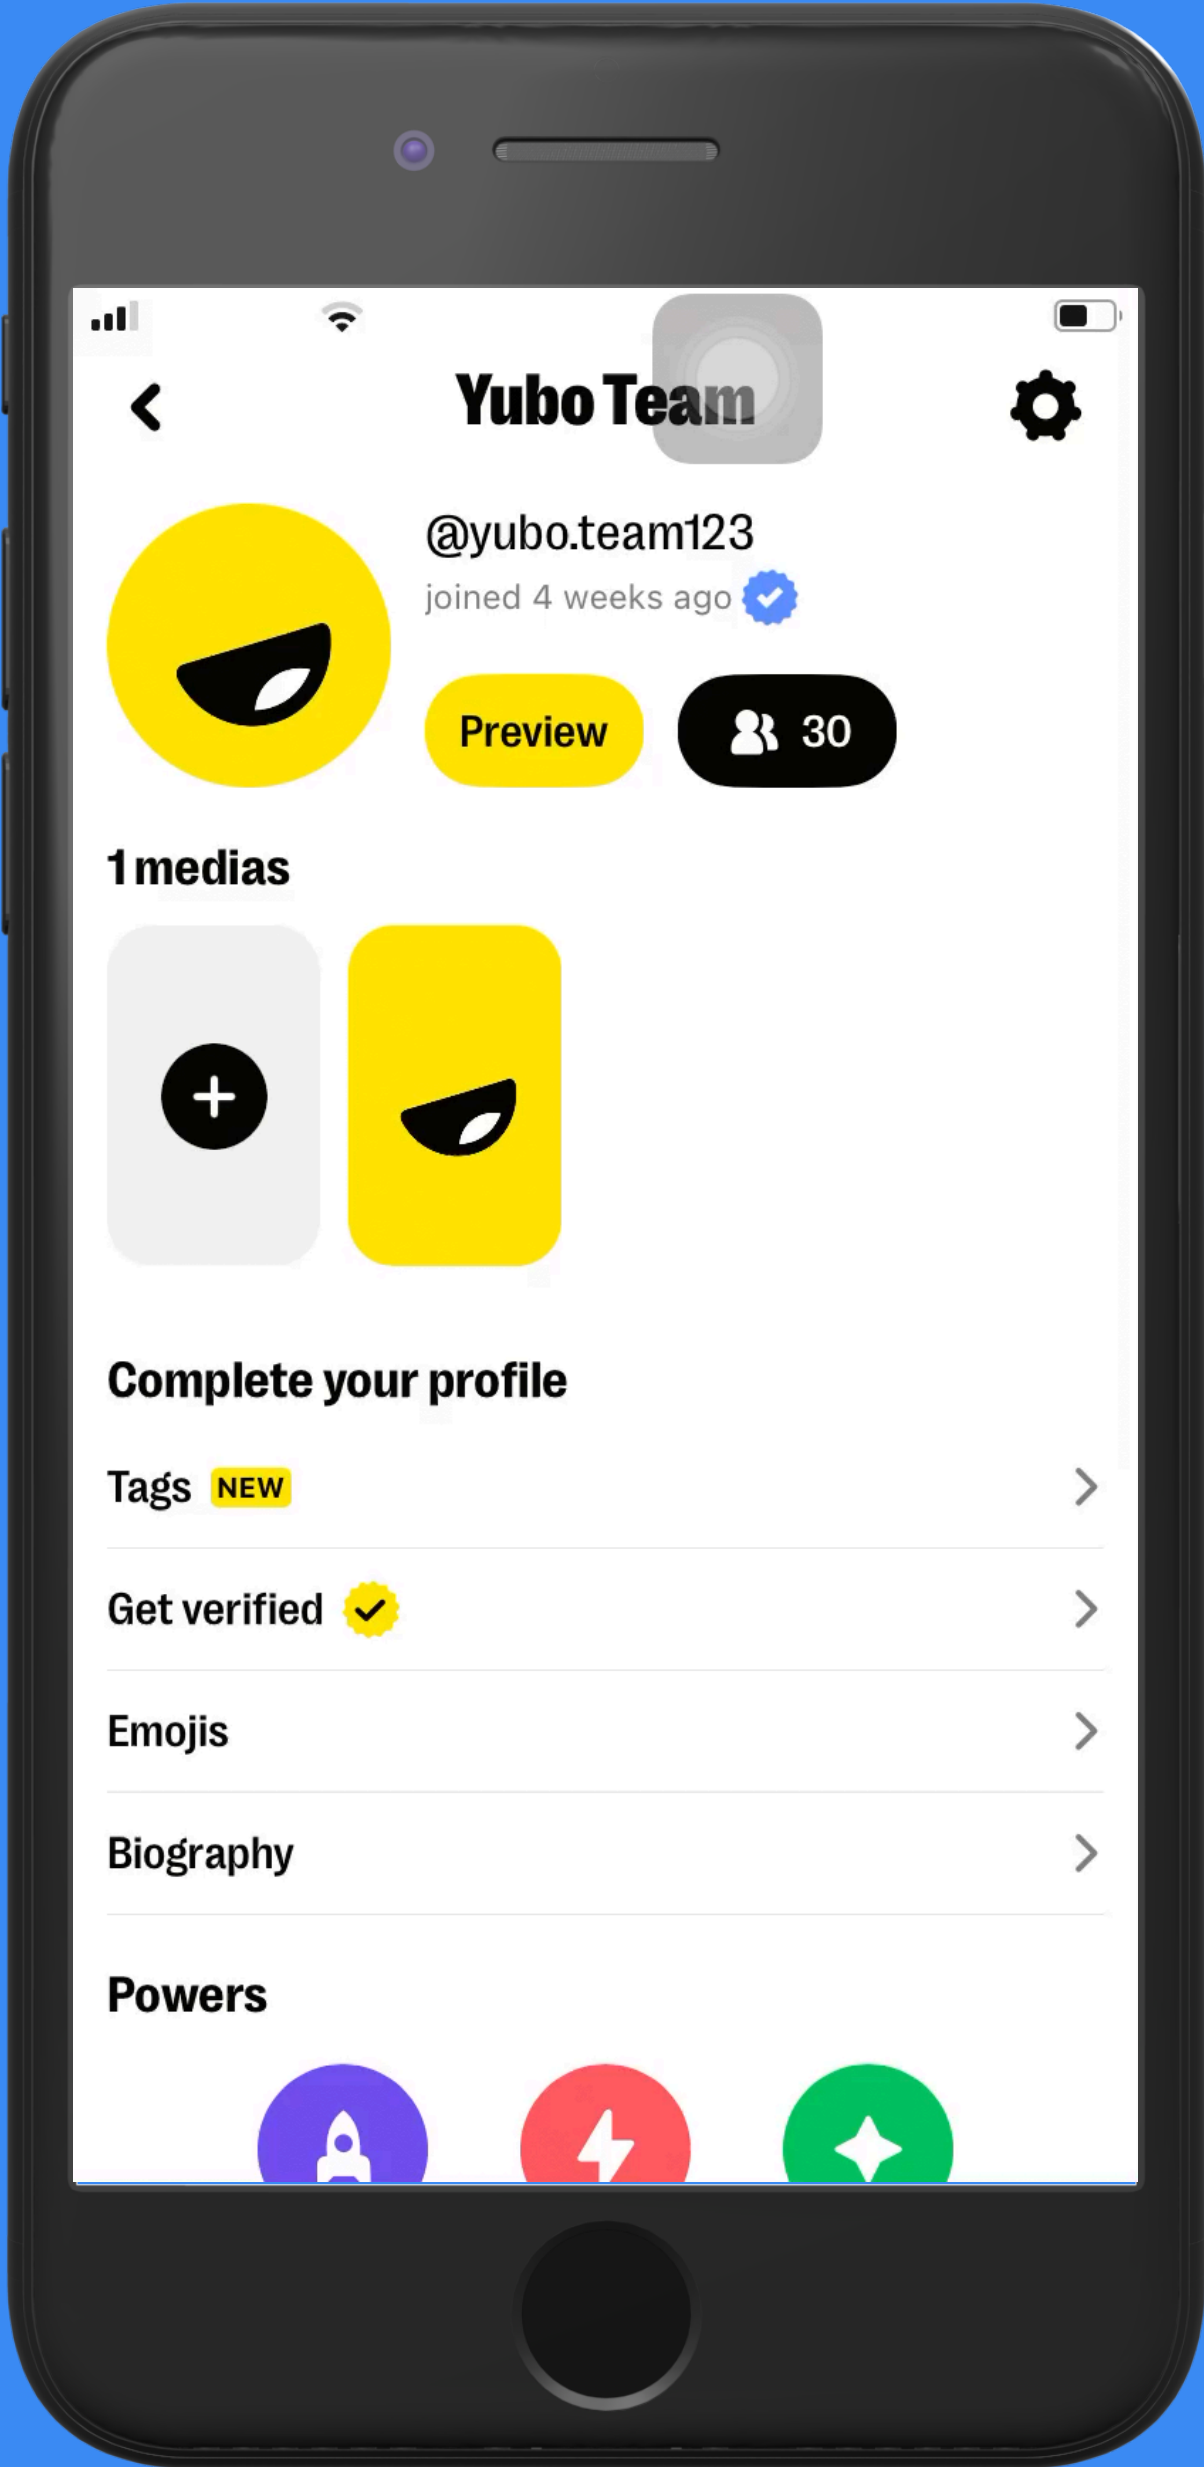 Yubo Team
@yubo.team123
joined 4 weeks ago
Preview
30
1 medias
Complete your profile
Tags NEW
Get verified
Emojis
Biography
Powers